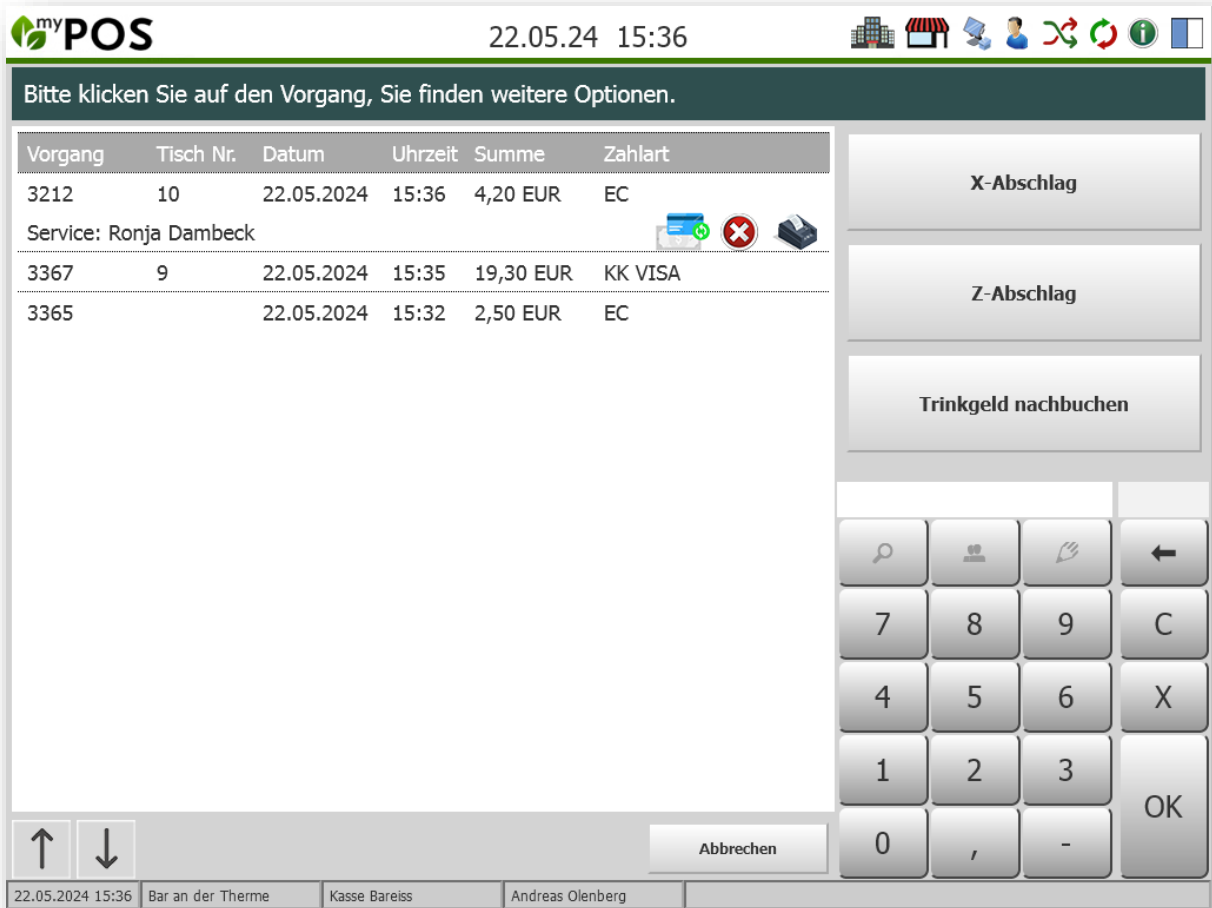 myPOS 22.05.24 15:36
Bitte klicken Sie auf den Vorgang, Sie finden weitere Optionen.
Vorgang Tisch Nr. Datum Uhrzeit Summe Zahlart
3212 10 22.05.2024 15:36 4,20 EUR EC
Service: Ronja Dambeck
3367 9 22.05.2024 15:35 19,30 EUR KK VISA
3365 22.05.2024 15:32 2,50 EUR EC
X-Abschlag
Z-Abschlag
Trinkgeld nachbuchen
7 8 9 C
4 5 6 X
1 2 3
OK
0 , -
Abbrechen
22.05.2024 15:36 Bar an der Therme Kasse Bareiss Andreas Olenberg